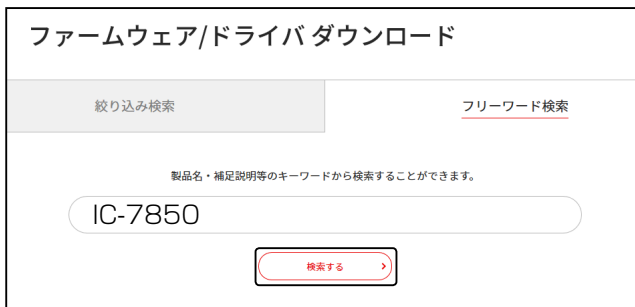 ファームウェア/ドライバ ダウンロード
絞り込み検索
フリーワード検索
製品名・補足説明等のキーワードから検索することができます。
IC-7850
検索する